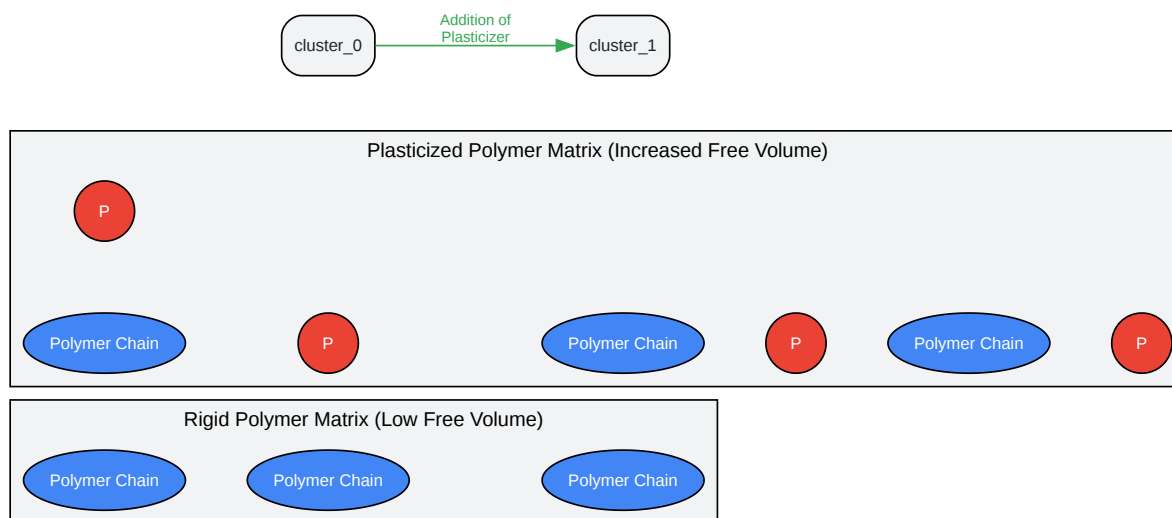 cluster_0
Addition of
Plasticizer
cluster_1
Plasticized Polymer Matrix (Increased Free Volume)
P
Polymer Chain
P
Polymer Chain
P
Polymer Chain
P
Rigid Polymer Matrix (Low Free Volume)
Polymer Chain
Polymer Chain
Polymer Chain